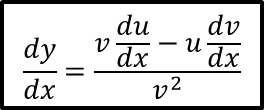 dy/dx = (v du/dx − u dv/dx) / v²